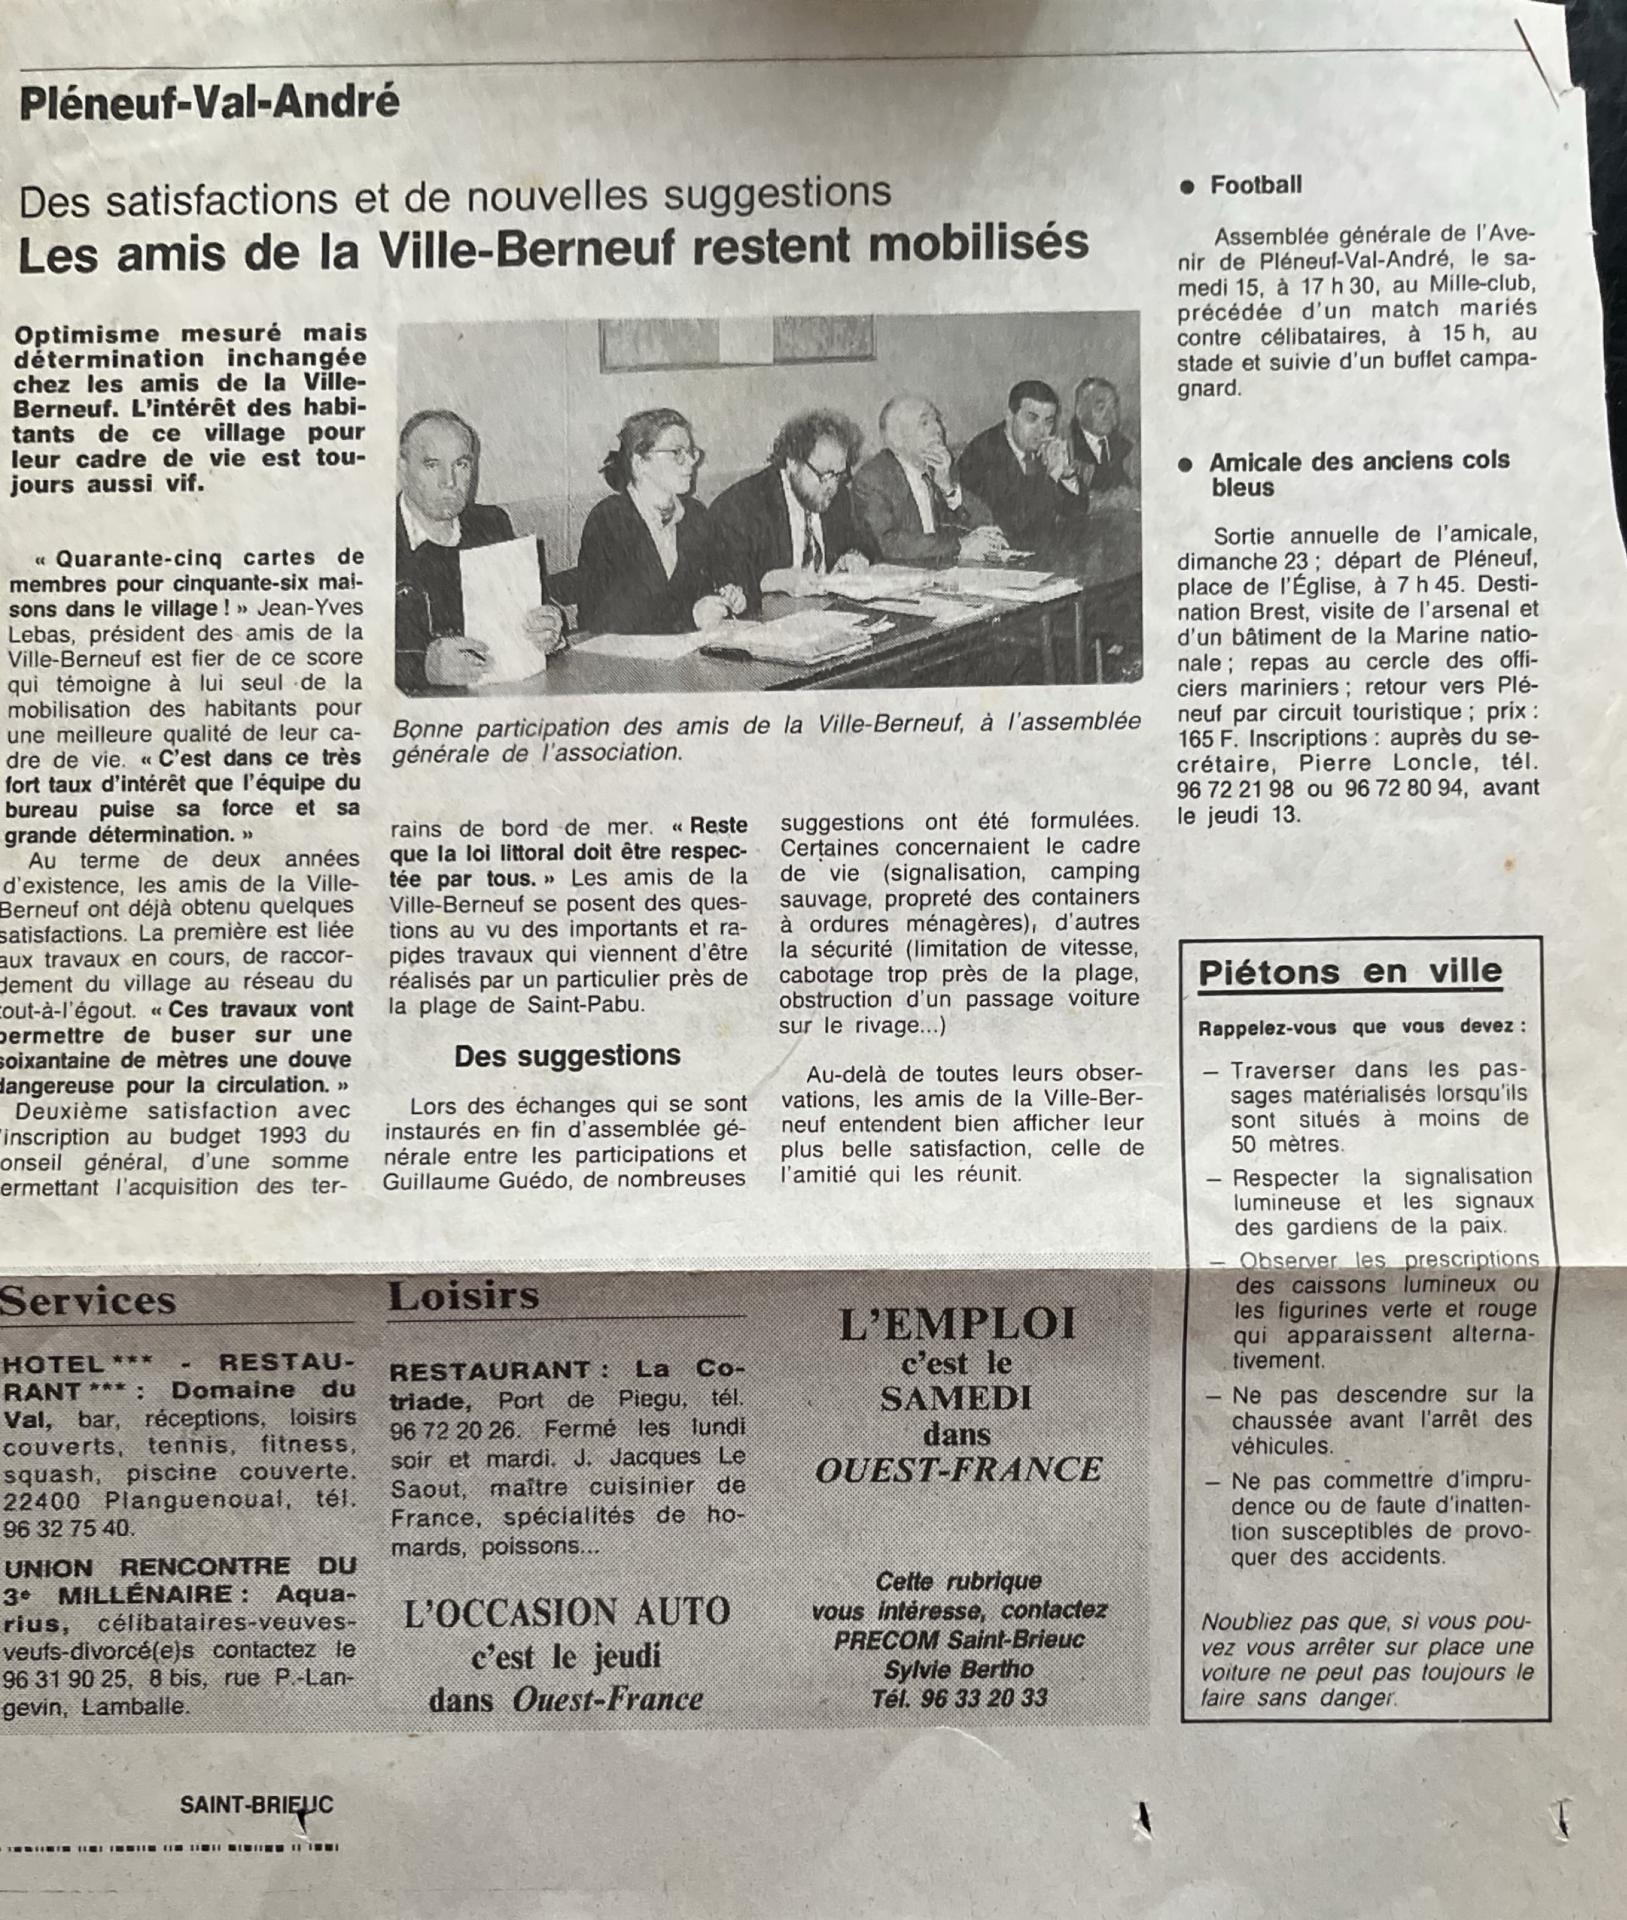 Pléneuf-Val-André
Des satisfactions et de nouvelles suggestions
Les amis de la Ville-Berneuf restent mobilisés
Optimisme mesuré mais
détermination inchangée
chez les amis de la Ville-
Berneuf. L'intérêt des habi-
tants de ce village pour
leur cadre de vie est tou-
jours aussi vif.
« Quarante-cinq cartes de
membres pour cinquante-six mai-
sons dans le village ! » Jean-Yves
Lebas, président des amis de la
Ville-Berneuf est fier de ce score
qui témoigne à lui seul de la
mobilisation des habitants pour
une meilleure qualité de leur ca-
dre de vie. « C'est dans ce très
fort taux d'intérêt que l'équipe du
bureau puise sa force et sa
grande détermination. »
Au terme de deux années
d'existence, les amis de la Ville-
Berneuf ont déjà obtenu quelques
satisfactions. La première est liée
aux travaux en cours, de raccor-
dement du village au réseau du
tout-à-l'égout. « Ces travaux vont
permettre de buser sur une
soixantaine de mètres une douve
dangereuse pour la circulation. »
Deuxième satisfaction avec
l'inscription au budget 1993 du
onseil général, d'une somme
ermettant l'acquisition des ter-
Bonne participation des amis de la Ville-Berneuf, à l'assemblée
générale de l'association.
rains de bord de mer. « Reste
que la loi littoral doit être respec-
tée par tous. » Les amis de la
Ville-Berneuf se posent des ques-
tions au vu des importants et ra-
pides travaux qui viennent d'être
réalisés par un particulier près de
la plage de Saint-Pabu.
Des suggestions
Lors des échanges qui se sont
instaurés en fin d'assemblée gé-
nérale entre les participations et
Guillaume Guédo, de nombreuses
suggestions ont été formulées.
Certaines concernaient le cadre
de vie (signalisation, camping
sauvage, propreté des containers
à ordures ménagères), d'autres
la sécurité (limitation de vitesse,
cabotage trop près de la plage,
obstruction d'un passage voiture
sur le rivage...)
Au-delà de toutes leurs obser-
vations, les amis de la Ville-Ber-
neuf entendent bien afficher leur
plus belle satisfaction, celle de
l'amitié qui les réunit.
● Football
Assemblée générale de l'Ave-
nir de Pléneuf-Val-André, le sa-
medi 15, à 17 h 30, au Mille-club,
précédée d'un match mariés
contre célibataires, à 15 h, au
stade et suivie d'un buffet campa-
gnard.
● Amicale des anciens cols
bleus
Sortie annuelle de l'amicale,
dimanche 23 ; départ de Pléneuf,
place de l'Église, à 7 h 45. Desti-
nation Brest, visite de l'arsenal et
d'un bâtiment de la Marine natio-
nale ; repas au cercle des offi-
ciers mariniers ; retour vers Plé-
neuf par circuit touristique ; prix :
165 F. Inscriptions : auprès du se-
crétaire, Pierre Loncle, tél.
96 72 21 98 ou 96 72 80 94, avant
le jeudi 13.
Piétons en ville
Rappelez-vous que vous devez :
— Traverser dans les pas-
sages matérialisés lorsqu'ils
sont situés à moins de
50 mètres.
— Respecter la signalisation
lumineuse et les signaux
des gardiens de la paix.
— Observer les prescriptions
des caissons lumineux ou
les figurines verte et rouge
qui apparaissent alterna-
tivement.
— Ne pas descendre sur la
chaussée avant l'arrêt des
véhicules.
— Ne pas commettre d'impru-
dence ou de faute d'inatten-
tion susceptibles de provo-
quer des accidents.
Noubliez pas que, si vous pou-
vez vous arrêter sur place une
voiture ne peut pas toujours le
faire sans danger.
Services
HOTEL *** - RESTAU-
RANT *** : Domaine du
Val, bar, réceptions, loisirs
couverts, tennis, fitness,
squash, piscine couverte.
22400 Planguenoual, tél.
96 32 75 40.
UNION RENCONTRE DU
3e MILLÉNAIRE : Aqua-
rius, célibataires-veuves-
veufs-divorcé(e)s contactez le
96 31 90 25, 8 bis, rue P.-Lan-
gevin, Lamballe.
Loisirs
RESTAURANT : La Co-
triade, Port de Piegu, tél.
96 72 20 26. Fermé les lundi
soir et mardi. J. Jacques Le
Saout, maître cuisinier de
France, spécialités de ho-
mards, poissons...
L'OCCASION AUTO
c'est le jeudi
dans Ouest-France
L'EMPLOI
c'est le
SAMEDI
dans
OUEST-FRANCE
Cette rubrique
vous intéresse, contactez
PRECOM Saint-Brieuc
Sylvie Bertho
Tél. 96 33 20 33
SAINT-BRIEUC